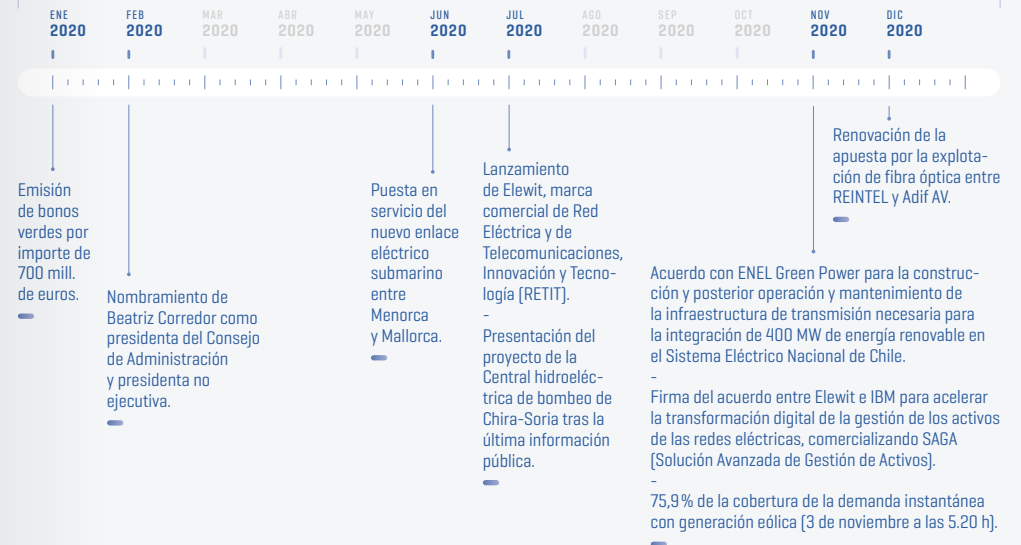 ENE FEB MAR ABR MAY JUN JUL AGO SEP OCT NOV DIC
2020 2020 2020 2020 2020 2020 2020 2020 2020 2020 2020 2020
Emisión
de bonos
verdes por
importe de
700 mill.
de euros.
Nombramiento de
Beatriz Corredor como
presidenta del Consejo
de Administración
y presidenta no
ejecutiva.
Puesta en
servicio del
nuevo enlace
eléctrico
submarino
entre
Menorca
y Mallorca.
Lanzamiento
de Elewit, marca
comercial de Red
Eléctrica y de
Telecomunicaciones,
Innovación y Tecno-
logía (RETIT).
-
Presentación del
proyecto de la
Central hidroeléc-
trica de bombeo de
Chira-Soria tras la
última información
pública.
Acuerdo con ENEL Green Power para la construc-
ción y posterior operación y mantenimiento de
la infraestructura de transmisión necesaria para
la integración de 400 MW de energía renovable en
el Sistema Eléctrico Nacional de Chile.
-
Firma del acuerdo entre Elewit e IBM para acelerar
la transformación digital de la gestión de los activos
de las redes eléctricas, comercializando SAGA
(Solución Avanzada de Gestión de Activos).
-
75,9 % de la cobertura de la demanda instantánea
con generación eólica (3 de noviembre a las 5.20 h).
Renovación de la
apuesta por la explota-
ción de fibra óptica entre
REINTEL y Adif AV.